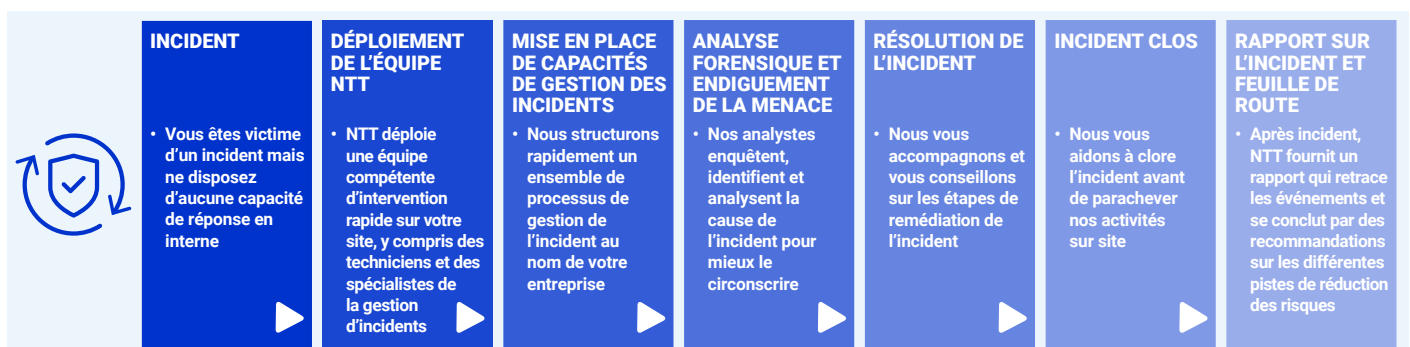 INCIDENT
• Vous êtes victime
d’un incident mais
ne disposez
d’aucune capacité
de réponse en
interne
DÉPLOIEMENT
DE L’ÉQUIPE
NTT
• NTT déploie
une équipe
compétente
d’intervention
rapide sur votre
site, y compris des
techniciens et des
spécialistes de
la gestion
d’incidents
MISE EN PLACE
DE CAPACITÉS
DE GESTION DES
INCIDENTS
• Nous structurons
rapidement un
ensemble de
processus de
gestion de
l’incident au
nom de votre
entreprise
ANALYSE
FORENSIQUE ET
ENDIGUEMENT
DE LA MENACE
• Nos analystes
enquêtent,
identifient et
analysent la
cause de
l’incident pour
mieux le
circonscrire
RÉSOLUTION DE
L’INCIDENT
• Nous vous
accompagnons et
vous conseillons
sur les étapes de
remédiation de
l’incident
INCIDENT CLOS
• Nous vous
aidons à clore
l’incident avant
de parachever
nos activités
sur site
RAPPORT SUR
L’INCIDENT ET
FEUILLE DE
ROUTE
• Après incident,
NTT fournit un
rapport qui retrace
les événements et
se conclut par des
recommandations
sur les différentes
pistes de réduction
des risques